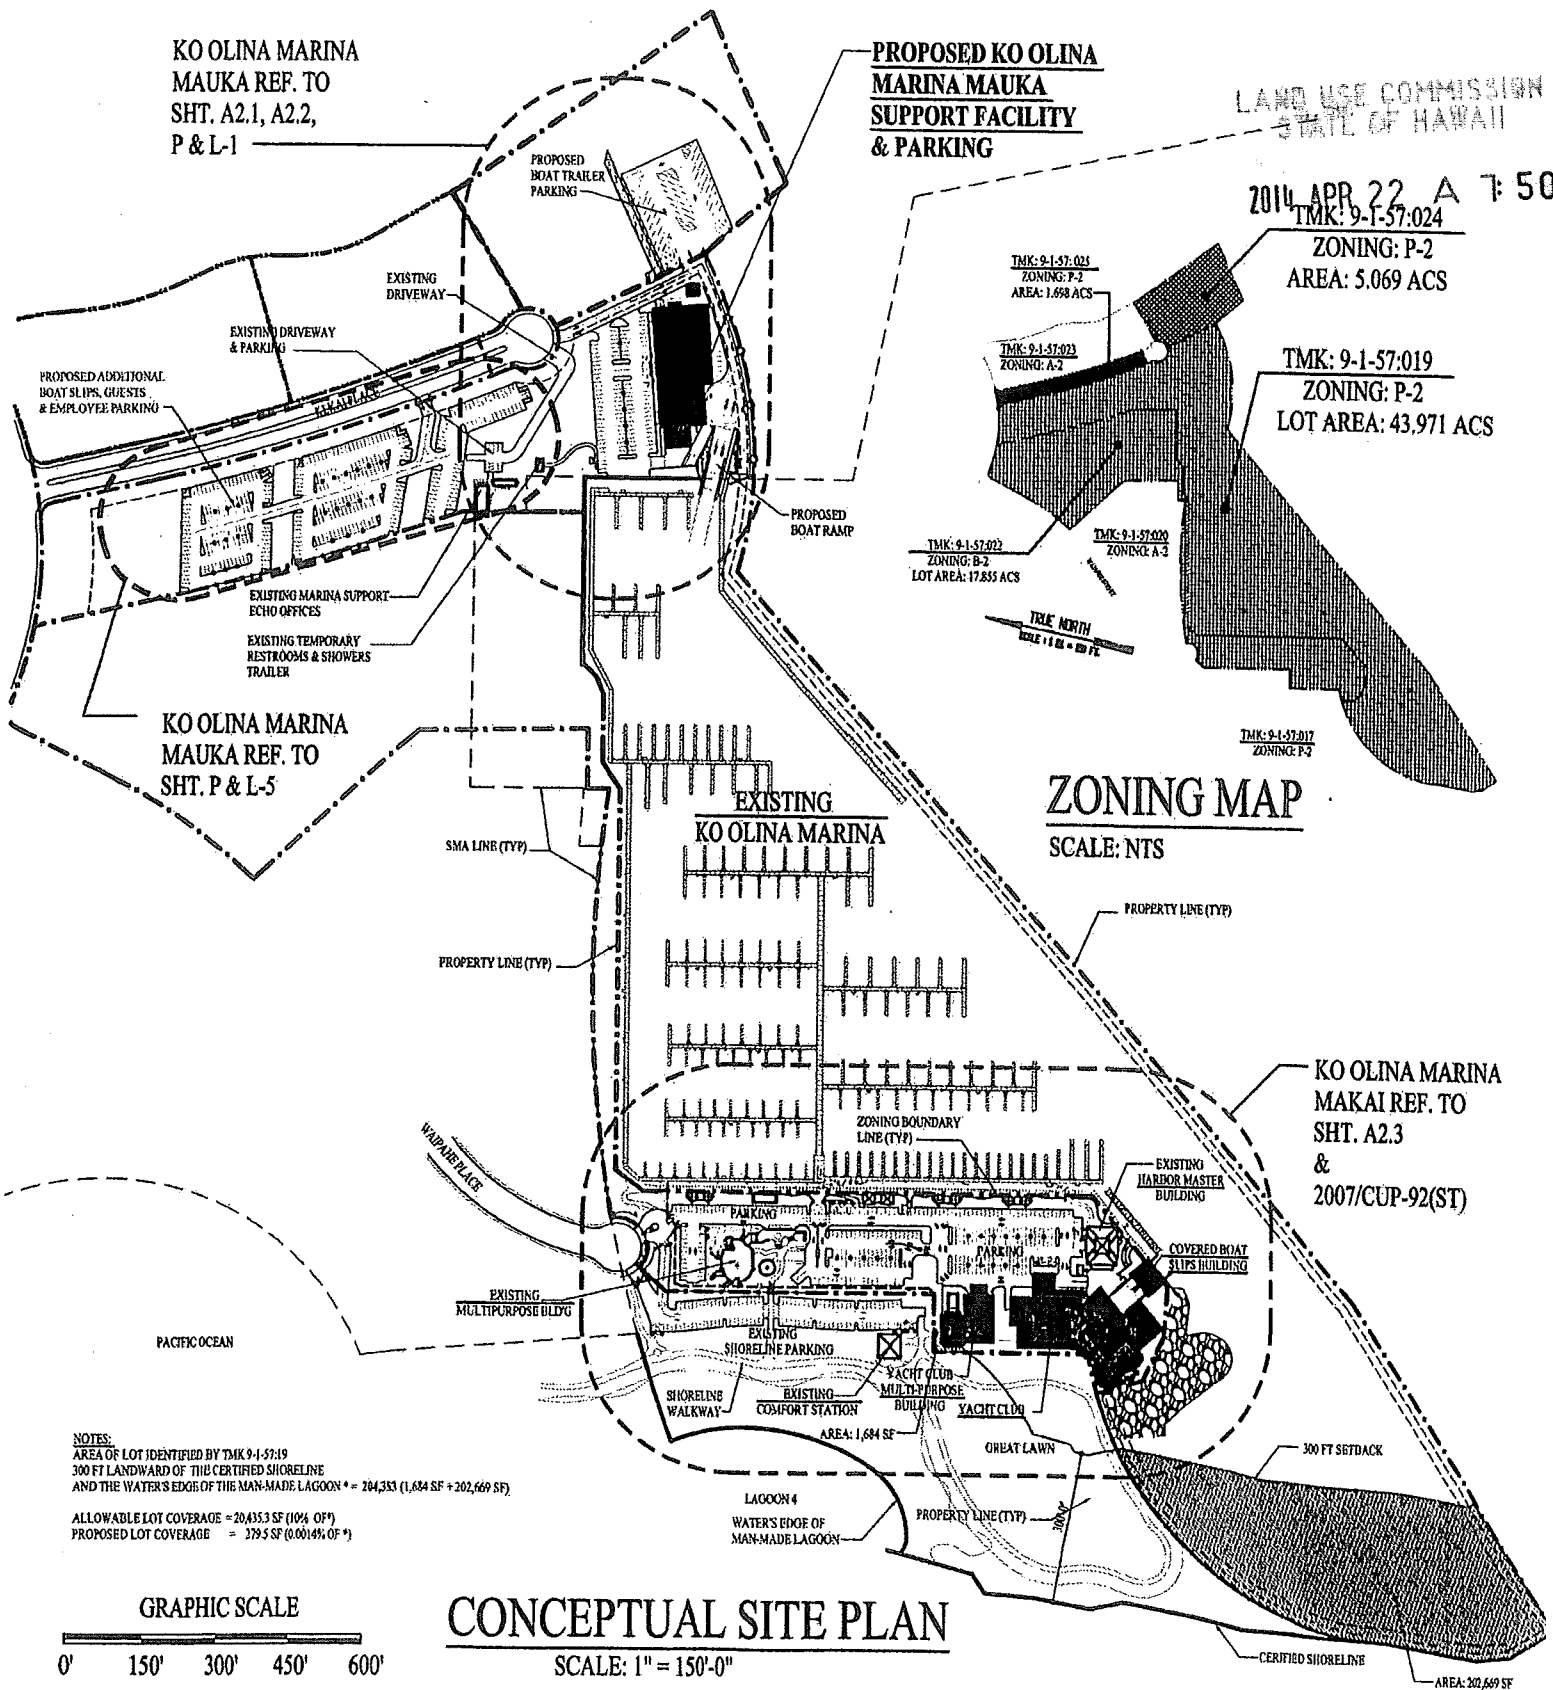 KO OLINA MARINA
MAUKA REF. TO
SHT. A2.1, A2.2,
P & L-1
PROPOSED KO OLINA
MARINA MAUKA
SUPPORT FACILITY
& PARKING
LAND USE COMMISSION
STATE OF HAWAII
2014 APR 22 A 7:50
PROPOSED
BOAT TRAILER
PARKING
EXISTING
DRIVEWAY
EXISTING DRIVEWAY
& PARKING
PROPOSED ADDITIONAL
BOAT SLIPS, GUESTS
& EMPLOYEE PARKING
PROPOSED
BOAT RAMP
EXISTING MARINA SUPPORT
ECHO OFFICES
EXISTING TEMPORARY
RESTROOMS & SHOWERS
TRAILER
KO OLINA MARINA
MAUKA REF. TO
SHT. P & L-5
TMK: 9-1-57:024
ZONING: P-2
AREA: 5.069 ACS
TMK: 9-1-57:025
ZONING: P-2
AREA: 1.698 ACS
TMK: 9-1-57:023
ZONING: A-2
TMK: 9-1-57:019
ZONING: P-2
LOT AREA: 43.971 ACS
TMK: 9-1-57:022
ZONING: B-2
LOT AREA: 17.855 ACS
TMK: 9-1-57:020
ZONING: A-2
TRUE NORTH
TMK: 9-1-57:017
ZONING: P-2
ZONING MAP
SCALE: NTS
EXISTING
KO OLINA MARINA
SMA LINE (TYP)
PROPERTY LINE (TYP)
PROPERTY LINE (TYP)
KO OLINA MARINA
MAKAI REF. TO
SHT. A2.3
&
2007/CUP-92(ST)
ZONING BOUNDARY
LINE (TYP)
EXISTING
HARBOR MASTER
BUILDING
WAIPAHE PLACE
PARKING
PARKING
COVERED BOAT
SLIPS BUILDING
EXISTING
MULTIPURPOSE BLDG
EXISTING
SHORELINE PARKING
PACIFIC OCEAN
SHORELINE
WALKWAY
EXISTING
COMFORT STATION
YACHT CLUB
MULTI-PURPOSE
BUILDING
YACHT CLUB
AREA: 1,684 SF
GREAT LAWN
300 FT SETBACK
NOTES:
AREA OF LOT IDENTIFIED BY TMK 9-1-57:19
300 FT LANDWARD OF THE CERTIFIED SHORELINE
AND THE WATER'S EDGE OF THE MAN-MADE LAGOON * = 204,353 (1,684 SF + 202,669 SF)
ALLOWABLE LOT COVERAGE = 20,435.3 SF (10% OF*)
PROPOSED LOT COVERAGE = 279.5 SF (0.0014% OF *)
LAGOON 4
WATER'S EDGE OF
MAN-MADE LAGOON
PROPERTY LINE (TYP)
300'-0"
CERTIFIED SHORELINE
AREA: 202,669 SF
GRAPHIC SCALE
0' 150' 300' 450' 600'
CONCEPTUAL SITE PLAN
SCALE: 1" = 150'-0"